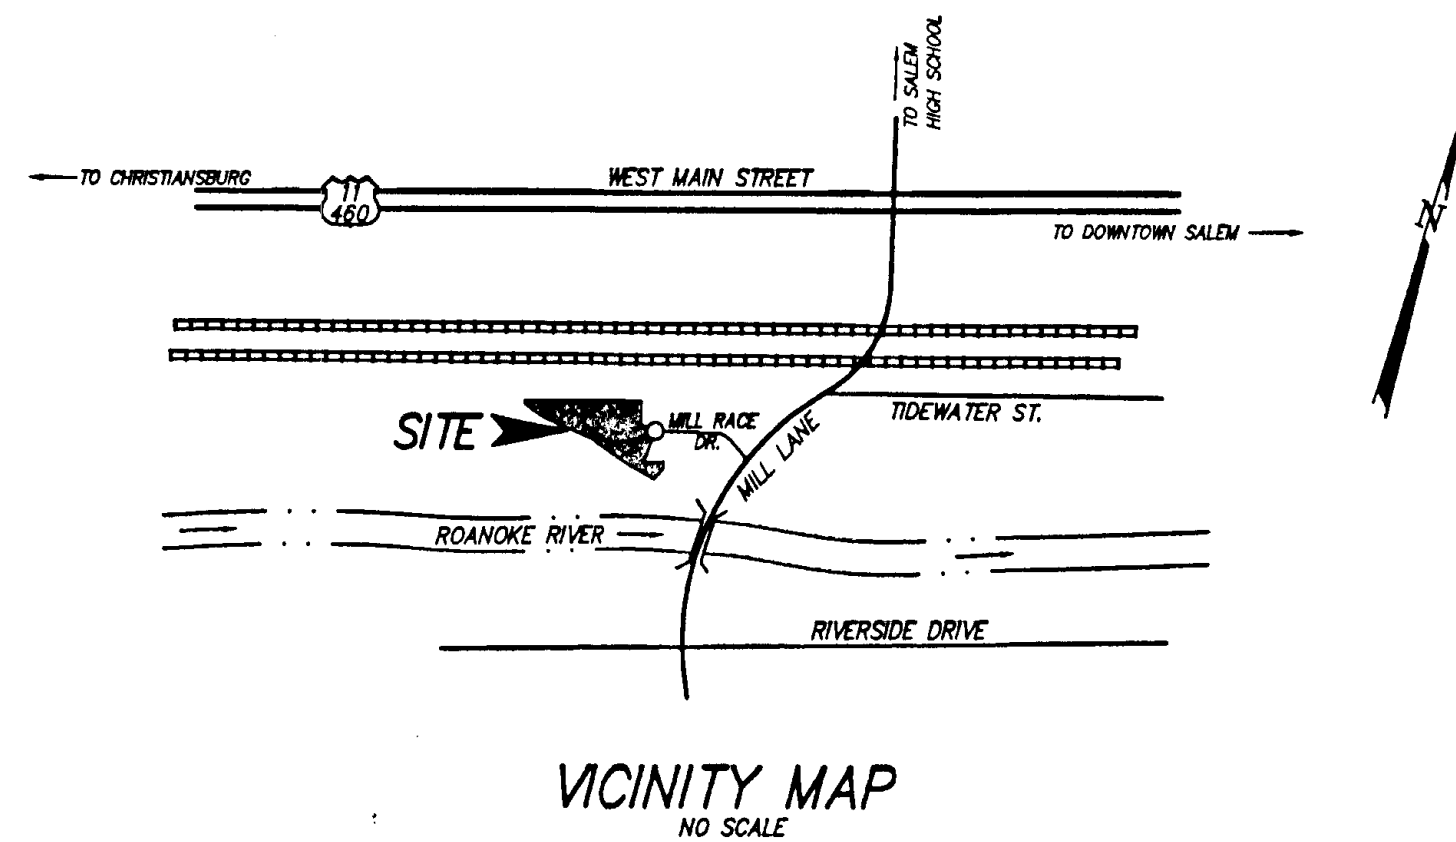 TO SALEM
HIGH SCHOOL
TO CHRISTIANSBURG
11
460
WEST MAIN STREET
TO DOWNTOWN SALEM
N
TIDEWATER ST.
SITE
MILL RACE
DR.
MILL LANE
ROANOKE RIVER
RIVERSIDE DRIVE
VICINITY MAP
NO SCALE